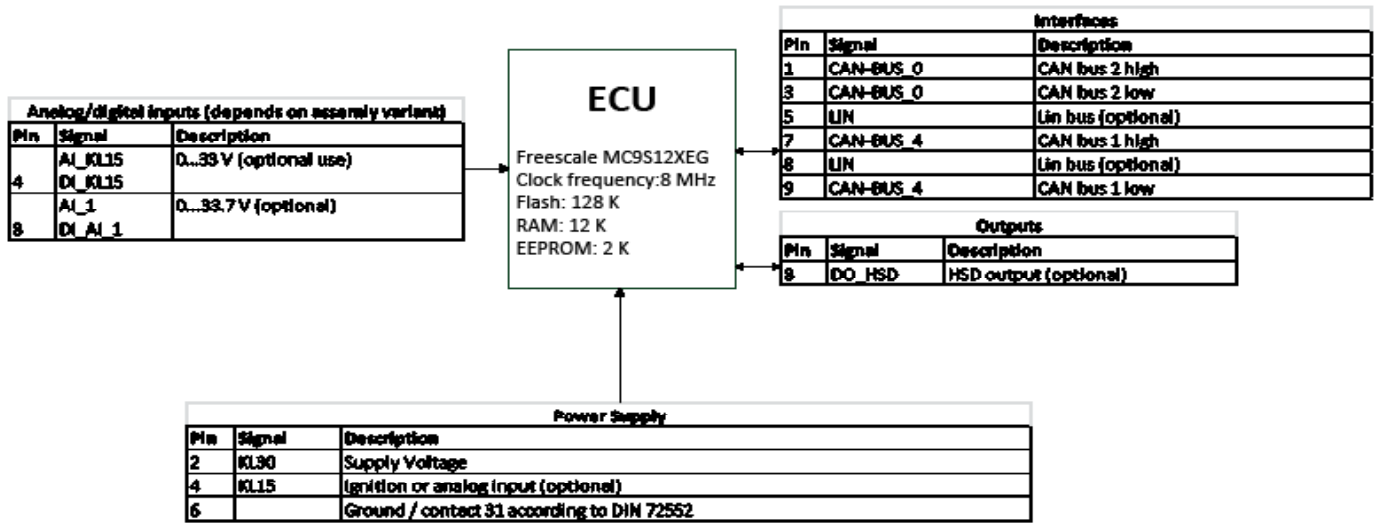 Interfaces
Pin Signal Description
1 CAN-BUS_0 CAN bus 2 high
3 CAN-BUS_0 CAN bus 2 low
5 LIN Lin bus (optional)
7 CAN-BUS_4 CAN bus 1 high
8 LIN Lin bus (optional)
9 CAN-BUS_4 CAN bus 1 low
Analog/digital inputs (depends on assemly variant)
Pin Signal Description
AI_KL15 0...33 V (optional use)
4 DI_KL15
AI_1 0...33.7 V (optional)
8 DI_AI_1
ECU
Freescale MC9S12XEG
Clock frequency:8 MHz
Flash: 128 K
RAM: 12 K
EEPROM: 2 K
Outputs
Pin Signal Description
8 DO_HSD HSD output (optional)
Power Supply
Pin Signal Description
2 KL30 Supply Voltage
4 KL15 Ignition or analog input (optional)
6 Ground / contact 31 according to DIN 72552